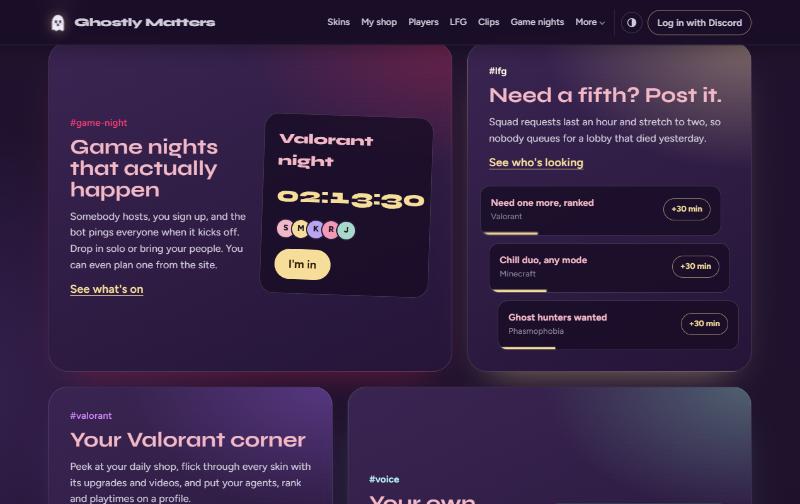 Ghostly Matters
Skins My shop Players LFG Clips Game nights More Log in with Discord
#game-night
Game nights
that actually
happen
Somebody hosts, you sign up, and the
bot pings everyone when it kicks off.
Drop in solo or bring your people. You
can even plan one from the site.
See what's on
Valorant
night
02:13:30
S M K R J
I'm in
#lfg
Need a fifth? Post it.
Squad requests last an hour and stretch to two, so
nobody queues for a lobby that died yesterday.
See who's looking
Need one more, ranked
Valorant
+30 min
Chill duo, any mode
Minecraft
+30 min
Ghost hunters wanted
Phasmophobia
+30 min
#valorant
Your Valorant corner
Peek at your daily shop, flick through every skin with
its upgrades and videos, and put your agents, rank
and playtimes on a profile.
#voice
Your own